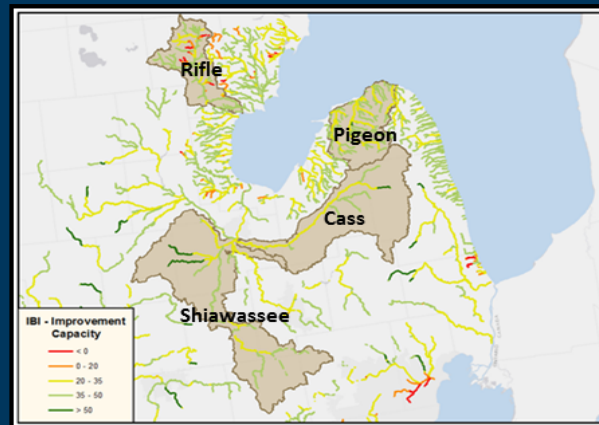 Rifle
Pigeon
Cass
Shiawassee
IBI - Improvement
Capacity
< 0
0 - 20
20 - 35
35 - 50
> 50